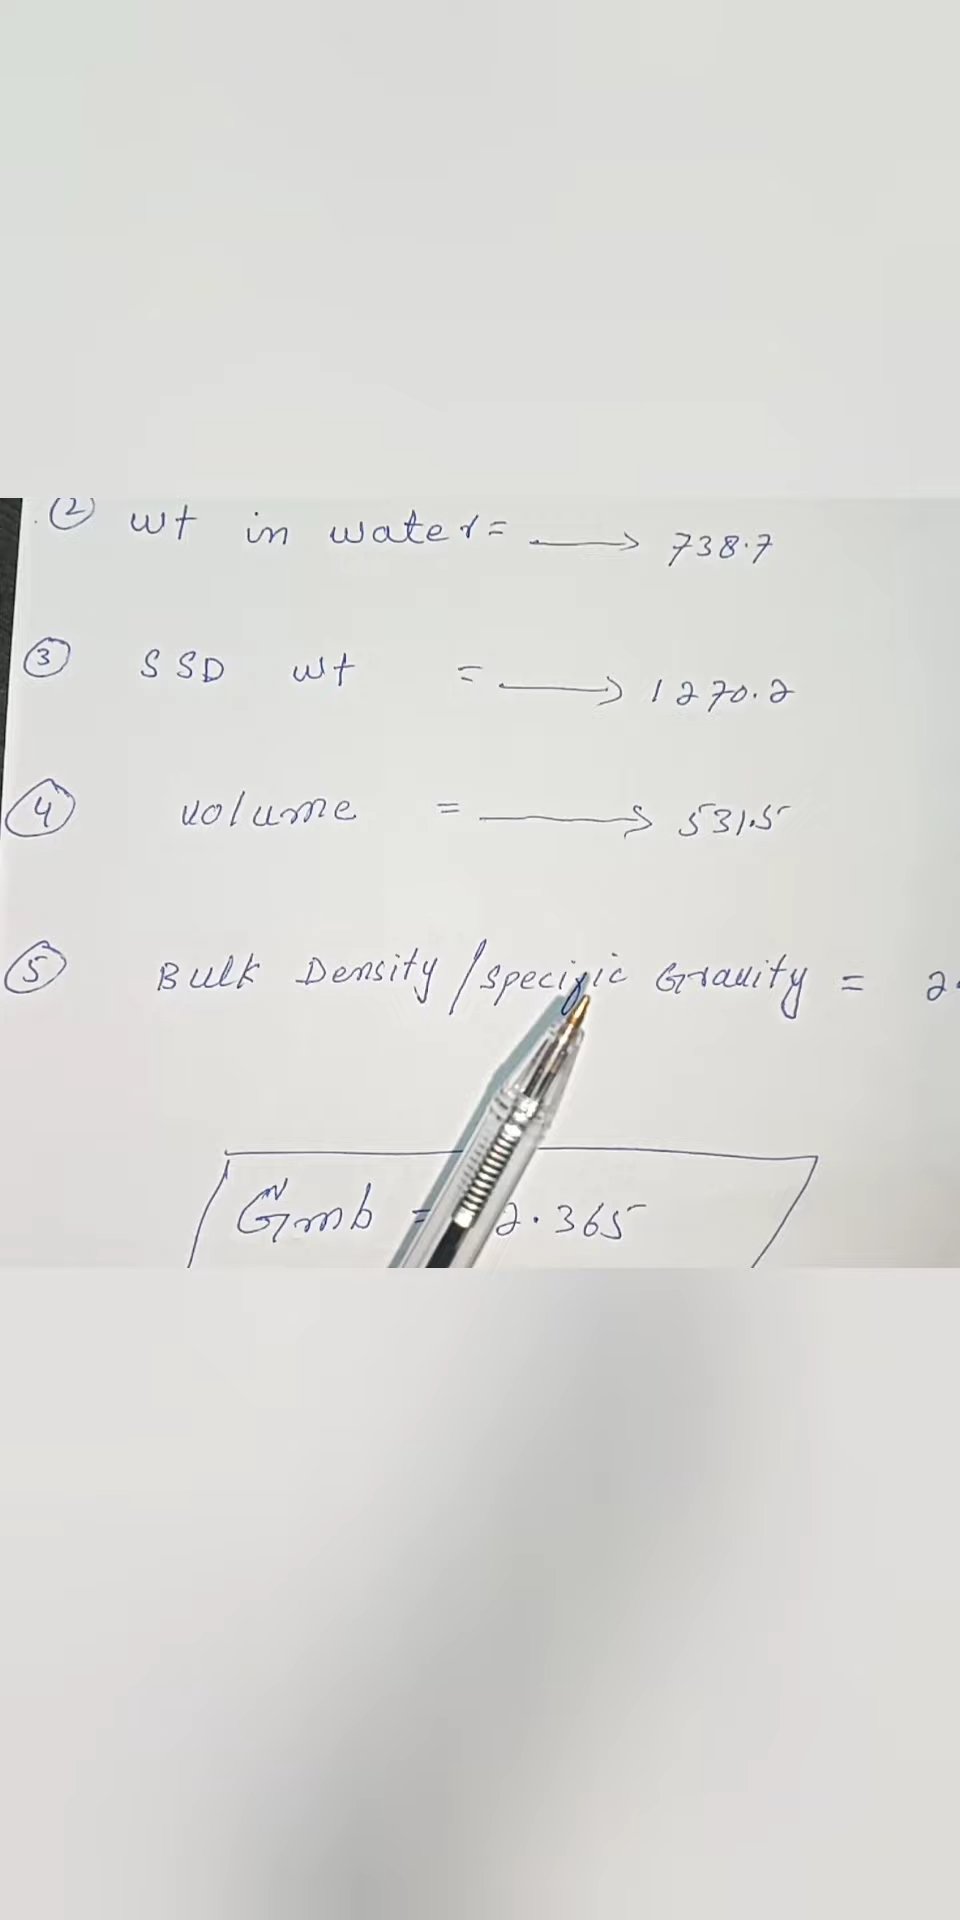 ② wt in water = → 738.7
③ SSD wt = → 1270.2
④ volume = → 531.5
⑤ Bulk Density / specific Gravity = 2.
Gmb = 2.365